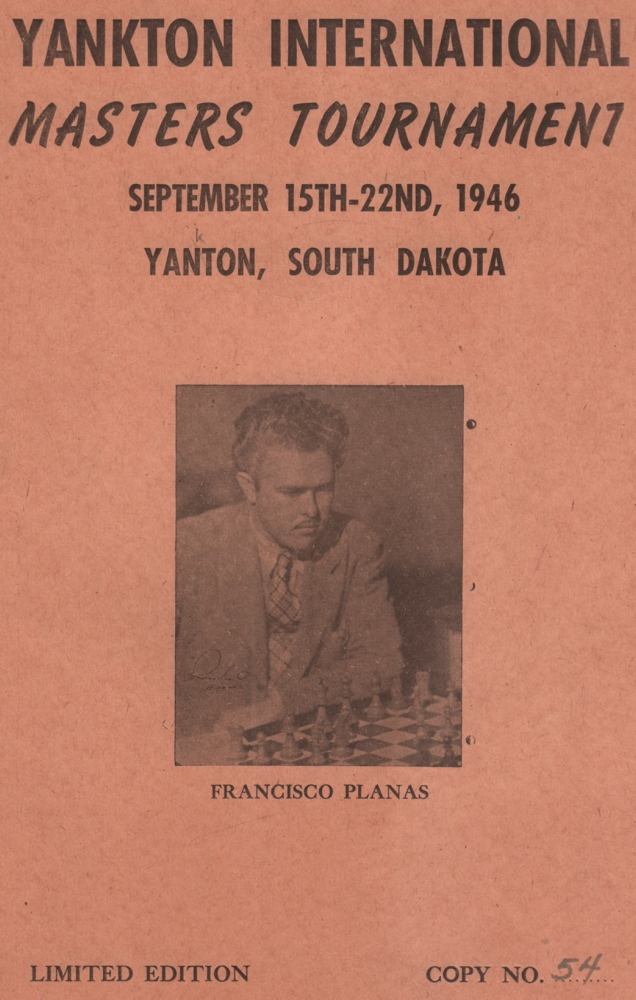 YANKTON INTERNATIONAL
MASTERS TOURNAMENT
SEPTEMBER 15TH-22ND, 1946
k
YANTON, SOUTH DAKOTA
FRANCISCO PLANAS
LIMITED EDITION
COPY NO. 54